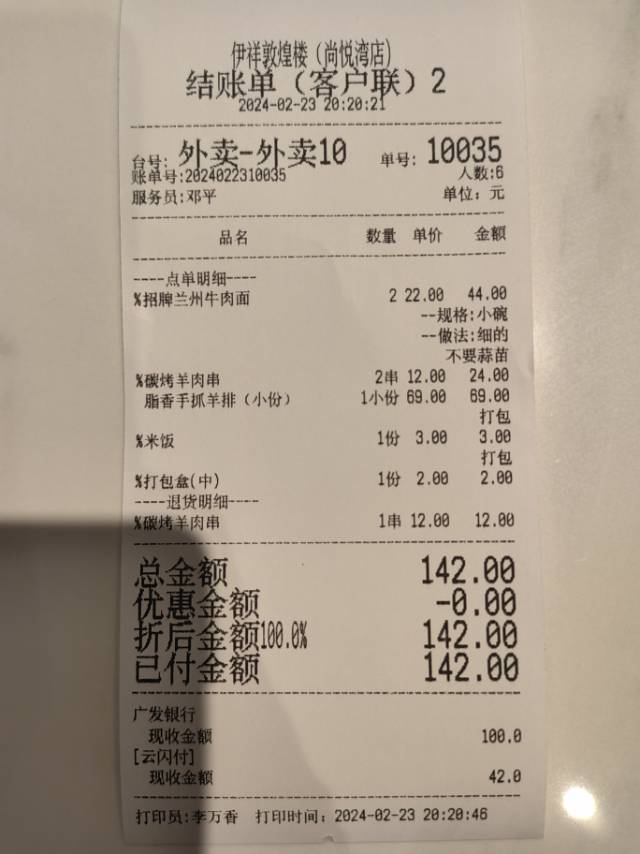 伊祥敦煌楼（尚悦湾店）
结账单（客户联）2
2024-02-23 20:20:21
台号: 外卖-外卖10 单号: 10035
账单号:2024022310035 人数:6
服务员:邓平 单位: 元
品名 数量 单价 金额
----点单明细----
%招牌兰州牛肉面 2 22.00 44.00
--规格:小碗
--做法:细的
不要蒜苗
%碳烤羊肉串 2串 12.00 24.00
脂香手抓羊排（小份） 1小份 69.00 69.00
打包
%米饭 1份 3.00 3.00
打包
%打包盒(中) 1份 2.00 2.00
----退货明细----
%碳烤羊肉串 1串 12.00 12.00
总金额 142.00
优惠金额 -0.00
折后金额100.0% 142.00
已付金额 142.00
广发银行
现收金额 100.0
[云闪付]
现收金额 42.0
打印员:李万香 打印时间: 2024-02-23 20:20:46